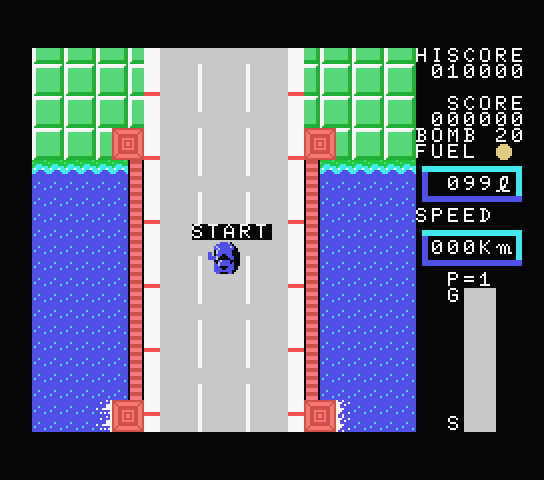 HISCORE
010000
SCORE
000000
BOMB 20
FUEL
099ℓ
SPEED
START
000Km
P=1
G
S